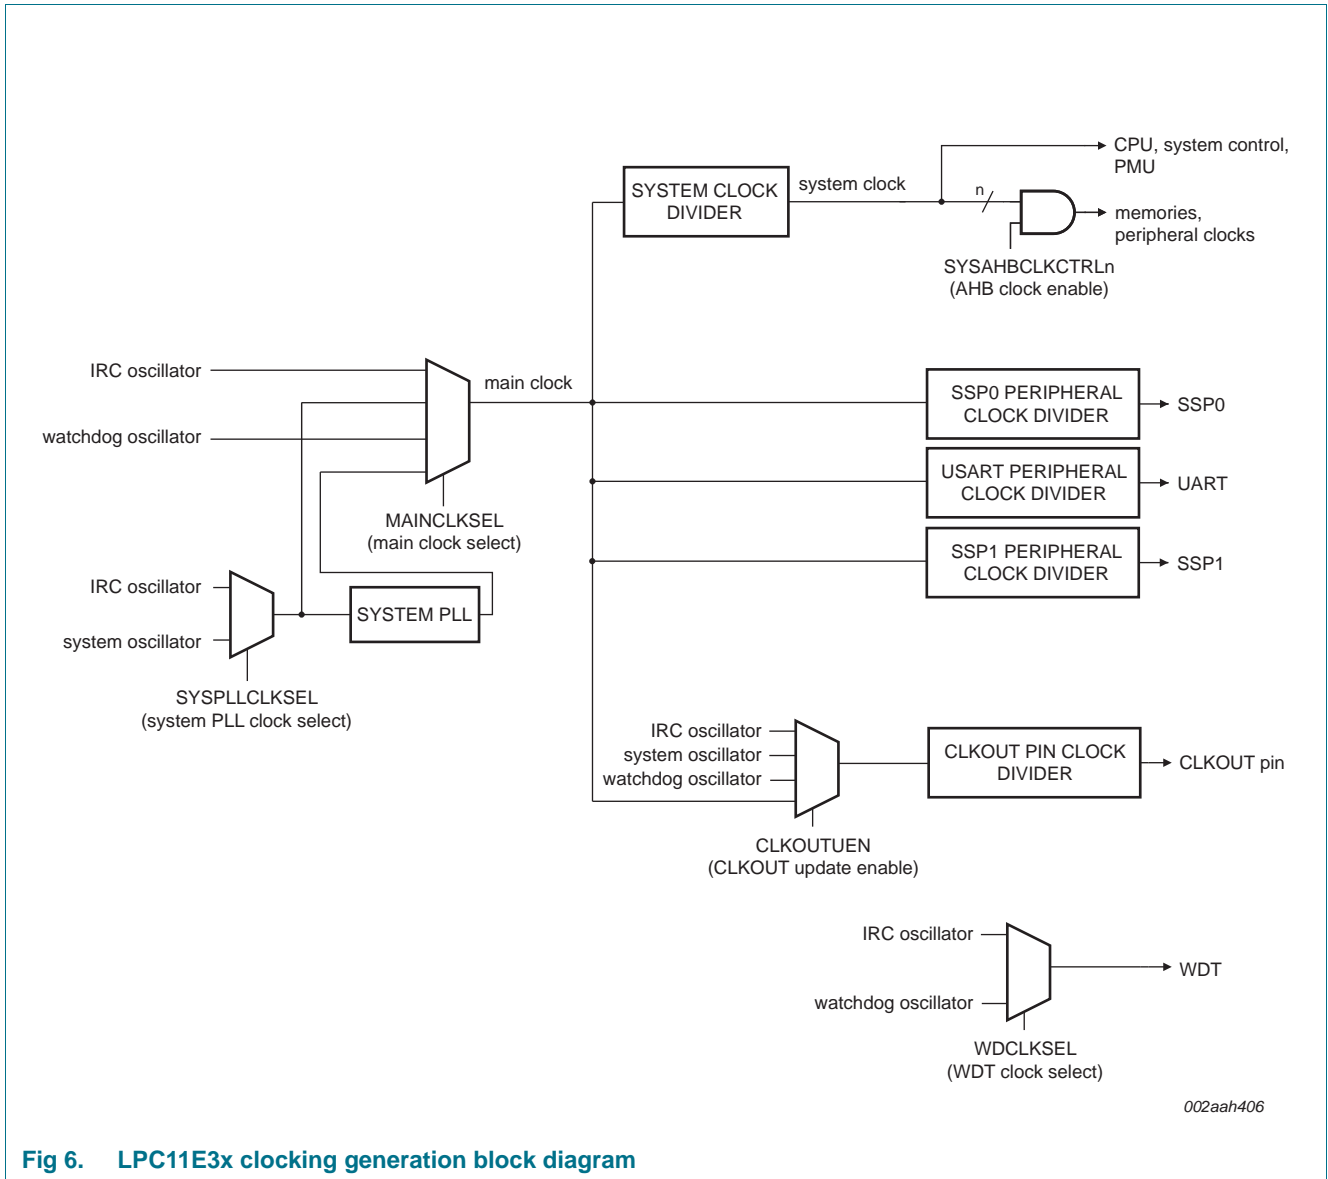 CPU, system control,
PMU
SYSTEM CLOCK
DIVIDER
system clock
n
memories,
peripheral clocks
SYSAHBCLKCTRLn
(AHB clock enable)
IRC oscillator
main clock
watchdog oscillator
MAINCLKSEL
(main clock select)
SSP0 PERIPHERAL
CLOCK DIVIDER
SSP0
USART PERIPHERAL
CLOCK DIVIDER
UART
SSP1 PERIPHERAL
CLOCK DIVIDER
SSP1
IRC oscillator
system oscillator
SYSTEM PLL
SYSPLLCLKSEL
(system PLL clock select)
IRC oscillator
system oscillator
watchdog oscillator
CLKOUT PIN CLOCK
DIVIDER
CLKOUT pin
CLKOUTUEN
(CLKOUT update enable)
IRC oscillator
watchdog oscillator
WDT
WDCLKSEL
(WDT clock select)
002aah406
Fig 6. LPC11E3x clocking generation block diagram